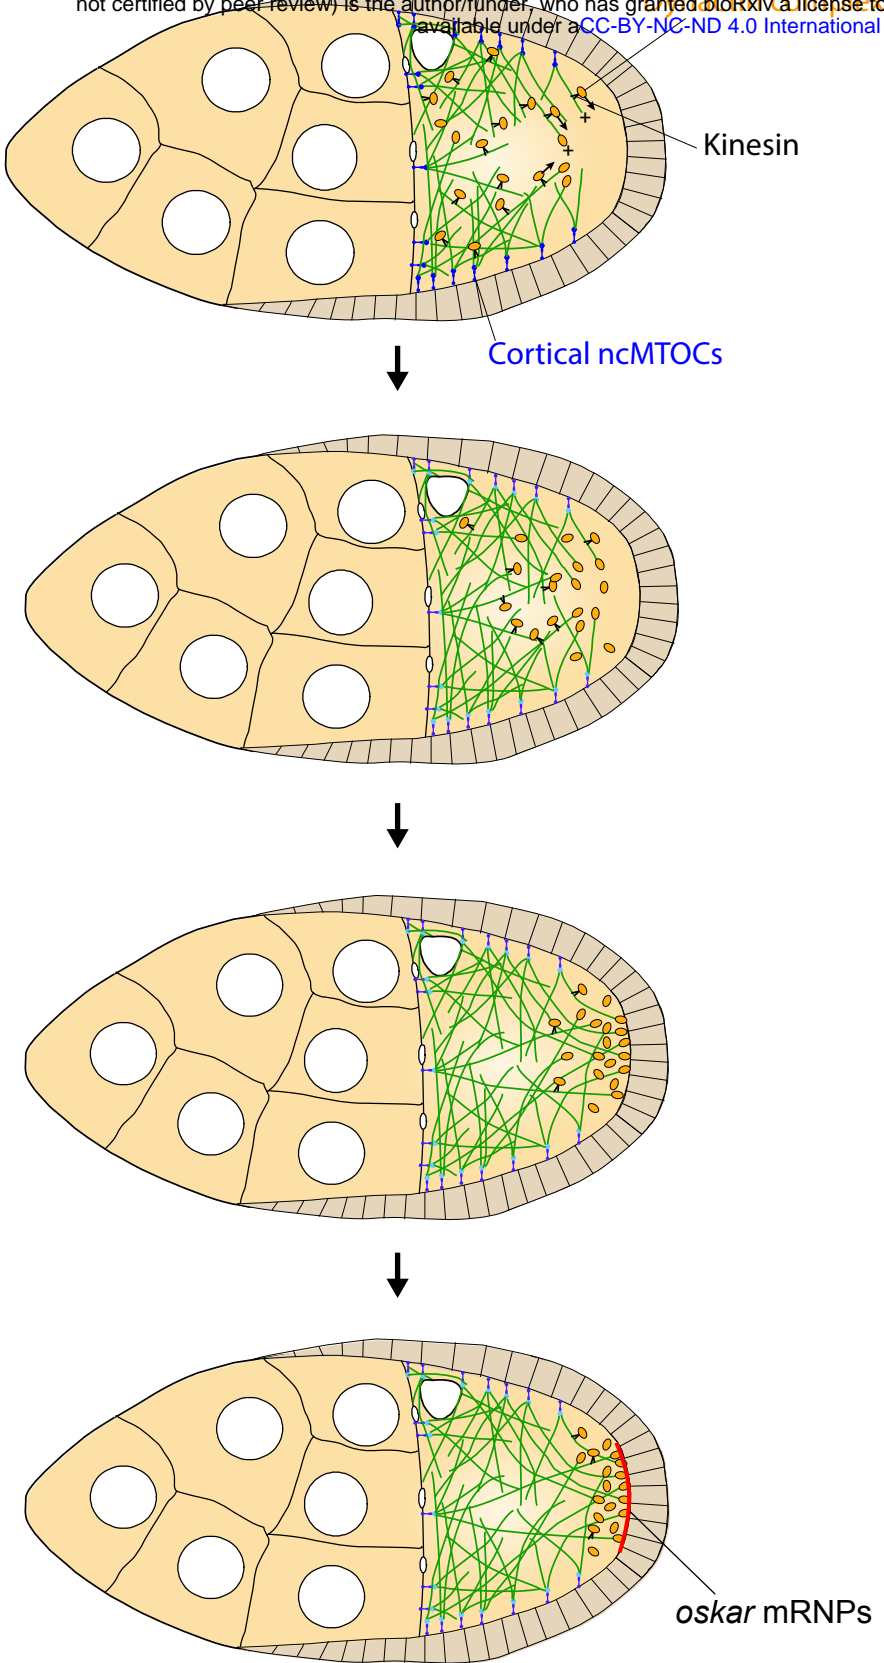 not certified by peer review) is the author/funder, who has granted bioRxiv a license to
available under aCC-BY-NC-ND 4.0 International
+
Kinesin
+
Cortical ncMTOCs
oskar mRNPs